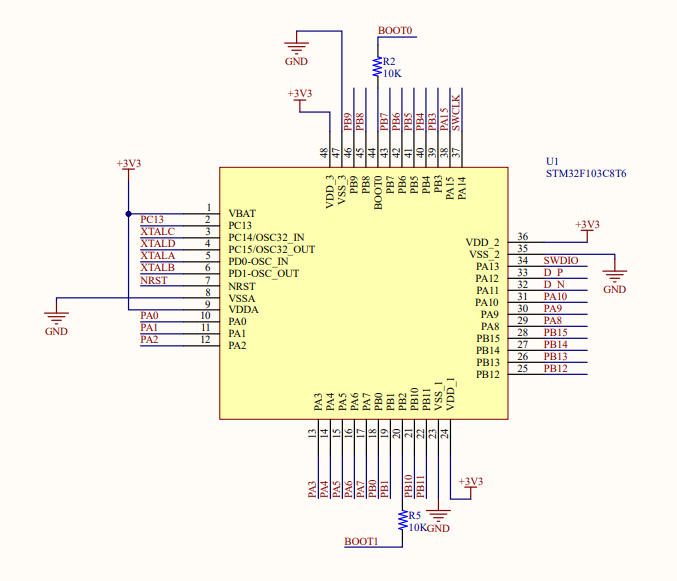 BOOT0
GND
R2
10K
+3V3
PB9
PB8
PB7
PB6
PB5
PB4
PB3
PA15
SWCLK
48
47
46
45
44
43
42
41
40
39
38
37
VDD_3
VSS_3
PB9
PB8
BOOT0
PB7
PB6
PB5
PB4
PB3
PA15
PA14
U1
STM32F103C8T6
+3V3
1 VBAT
PC13 2 PC13
XTALC 3 PC14/OSC32_IN
XTALD 4 PC15/OSC32_OUT
XTALA 5 PD0-OSC_IN
XTALB 6 PD1-OSC_OUT
NRST 7 NRST
8 VSSA
9 VDDA
PA0 10 PA0
PA1 11 PA1
PA2 12 PA2
GND
+3V3
VDD_2 36
VSS_2 35
PA13 34 SWDIO
PA12 33 D_P
PA11 32 D_N
PA10 31 PA10
PA9 30 PA9
PA8 29 PA8
PB15 28 PB15
PB14 27 PB14
PB13 26 PB13
PB12 25 PB12
GND
PA3
PA4
PA5
PA6
PA7
PB0
PB1
PB2
PB10
PB11
VSS_1
VDD_1
13
14
15
16
17
18
19
20
21
22
23
24
PA3
PA4
PA5
PA6
PA7
PB0
PB1
PB10
PB11
+3V3
R5
10K
GND
BOOT1